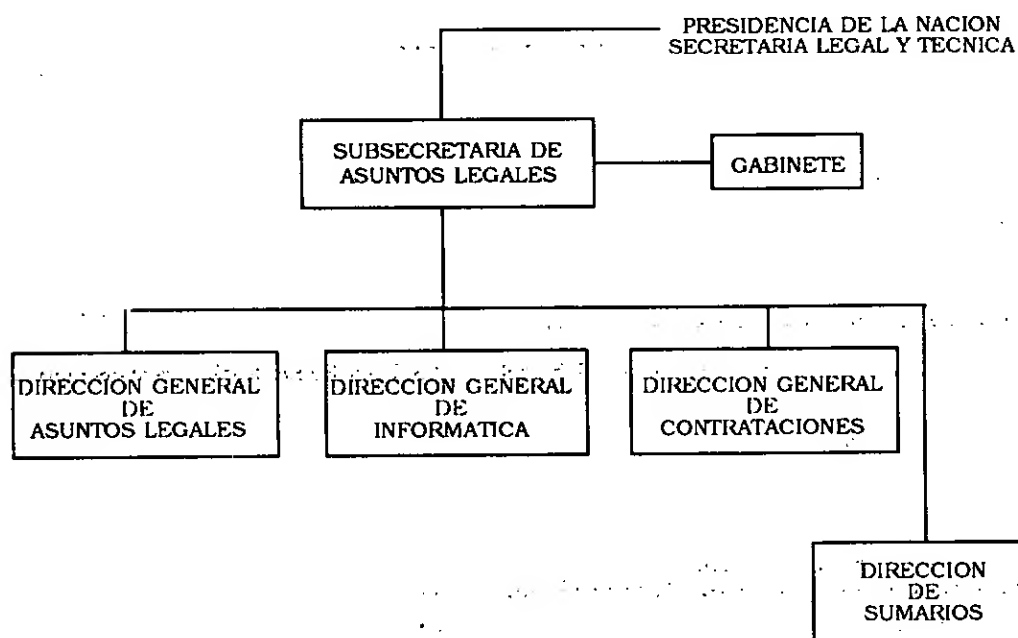 PRESIDENCIA DE LA NACION
SECRETARIA LEGAL Y TECNICA
SUBSECRETARIA DE
ASUNTOS LEGALES
GABINETE
DIRECCION GENERAL
DE
ASUNTOS LEGALES
DIRECCION GENERAL
DE
INFORMATICA
DIRECCION GENERAL
DE
CONTRATACIONES
DIRECCION
DE
SUMARIOS